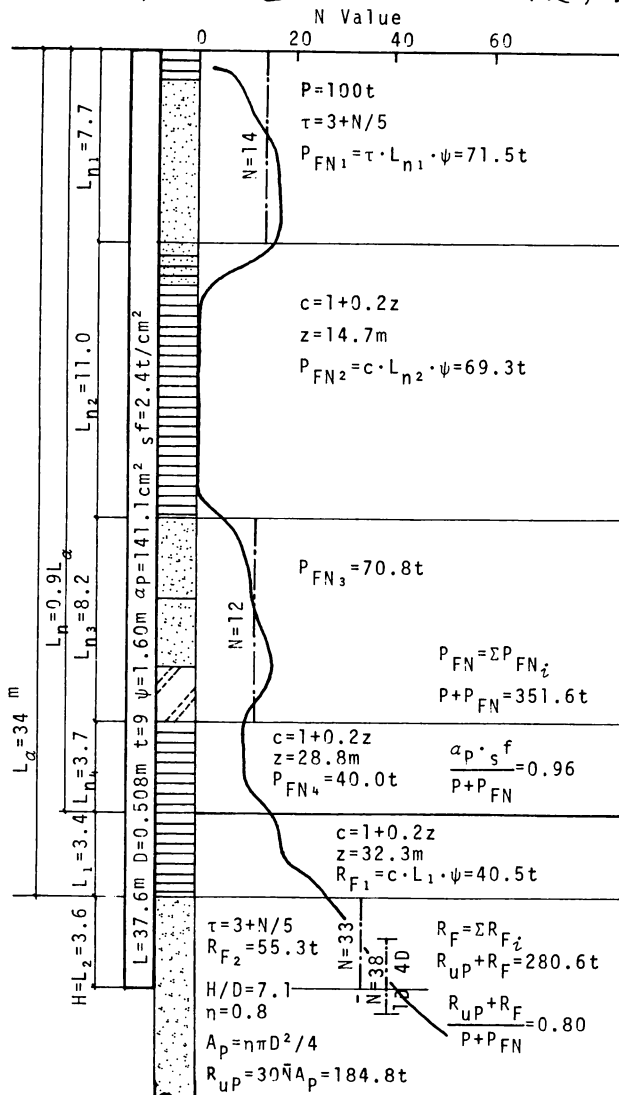 N Value
0 20 40 60
P=100t
τ=3+N/5
P_FN1=τ·L_n1·ψ=71.5t
N=14
c=1+0.2z
z=14.7m
P_FN2=c·L_n2·ψ=69.3t
P_FN3=70.8t
N=12
P_FN=ΣP_FNi
P+P_FN=351.6t
c=1+0.2z
z=28.8m
P_FN4=40.0t
a_P·s f / P+P_FN =0.96
c=1+0.2z
z=32.3m
R_F1=c·L_1·ψ=40.5t
τ=3+N/5
R_F2=55.3t
N=33
N=38
4D
1D
R_F=ΣR_Fi
R_uP+R_F=280.6t
H/D=7.1
η=0.8
R_uP+R_F / P+P_FN =0.80
A_P=ηπD²/4
R_uP=30N̄A_P=184.8t
L_n1=7.7
L_n2=11.0
L_n3=8.2
L_n4=3.7
L_1=3.4
H=L_2=3.6
L_n=0.9L_α
L_α=34 m
L=37.6m D=0.508m t=9 ψ=1.60m ap=141.1cm² s f=2.4t/cm²